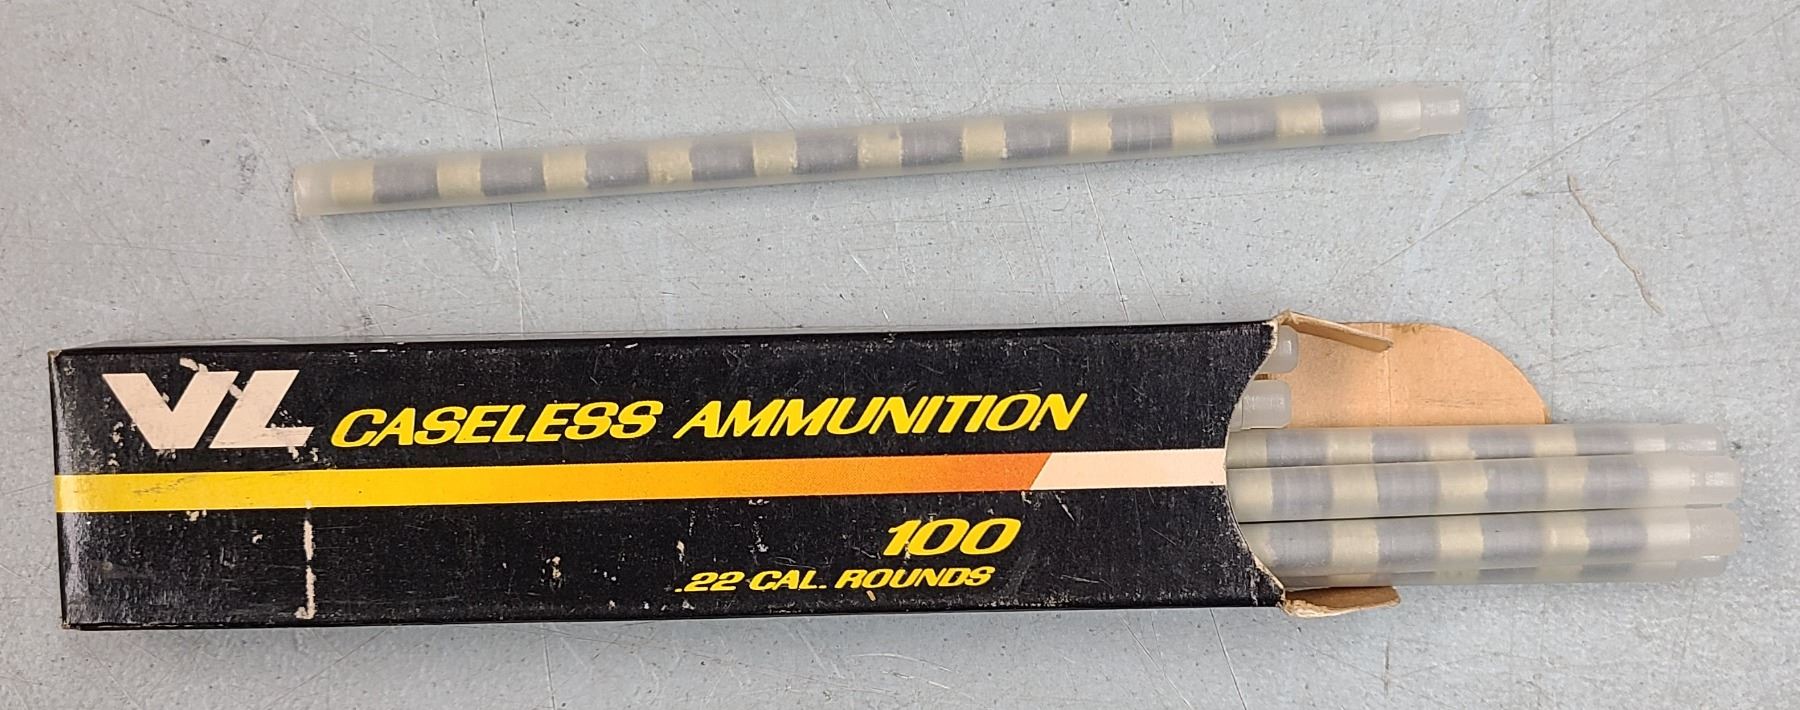 VL CASELESS AMMUNITION
100
.22 CAL. ROUNDS